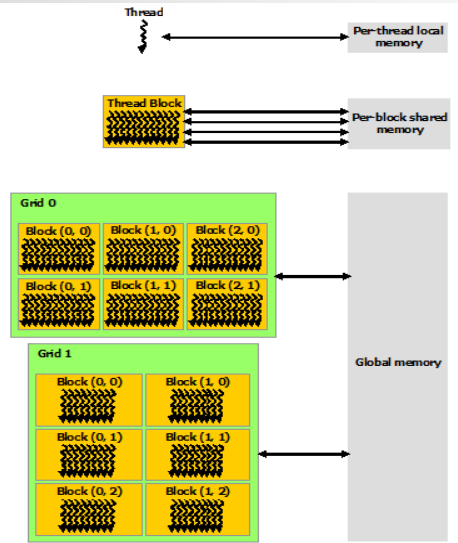 Thread
Per-thread local
memory
Thread Block
Per-block shared
memory
Grid 0
Block (0, 0) Block (1, 0) Block (2, 0)
Block (0, 1) Block (1, 1) Block (2, 1)
Grid 1
Block (0, 0) Block (1, 0)
Block (0, 1) Block (1, 1)
Block (0, 2) Block (1, 2)
Global memory